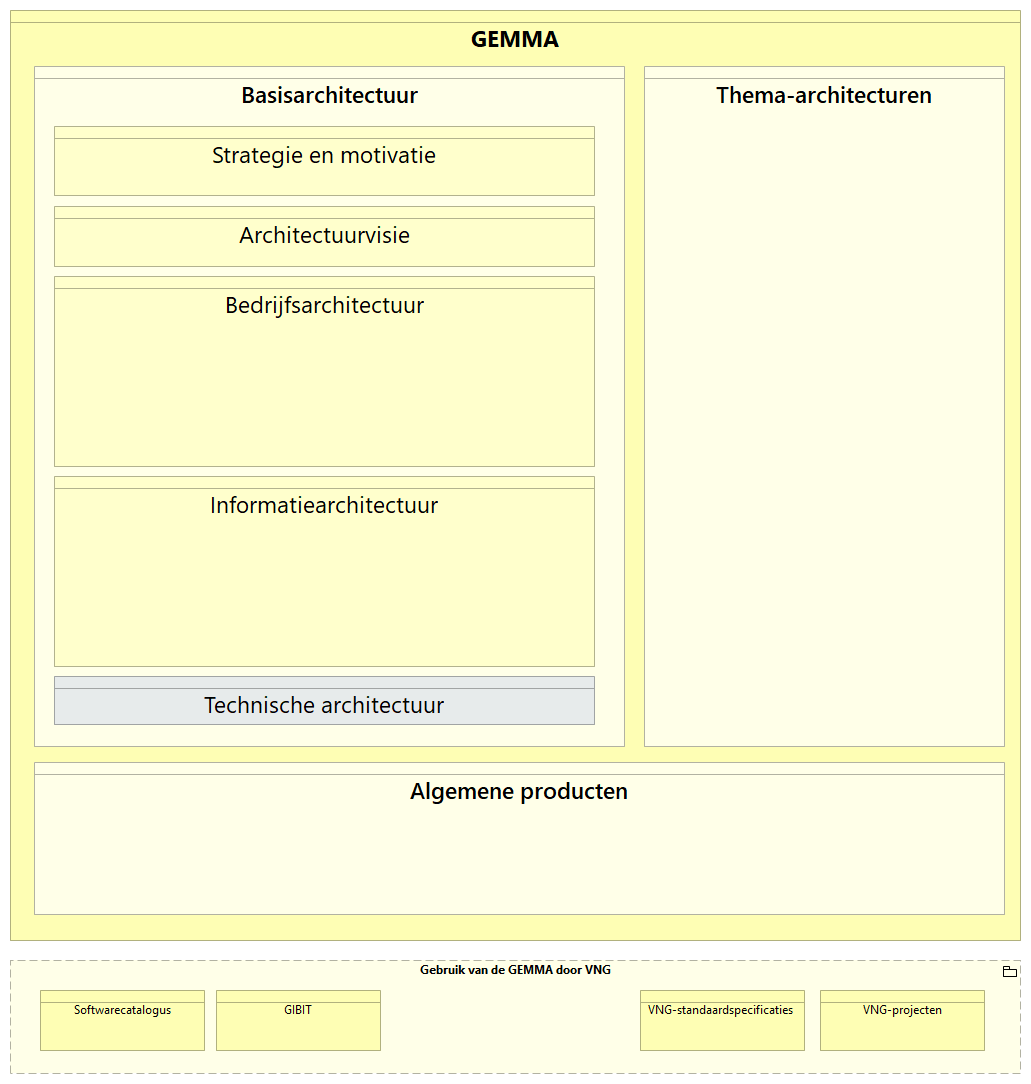 GEMMA
Basisarchitectuur
Thema-architecturen
Strategie en motivatie
Architectuurvisie
Bedrijfsarchitectuur
Informatiearchitectuur
Technische architectuur
Algemene producten
Gebruik van de GEMMA door VNG
Softwarecatalogus
GIBIT
VNG-standaardspecificaties
VNG-projecten